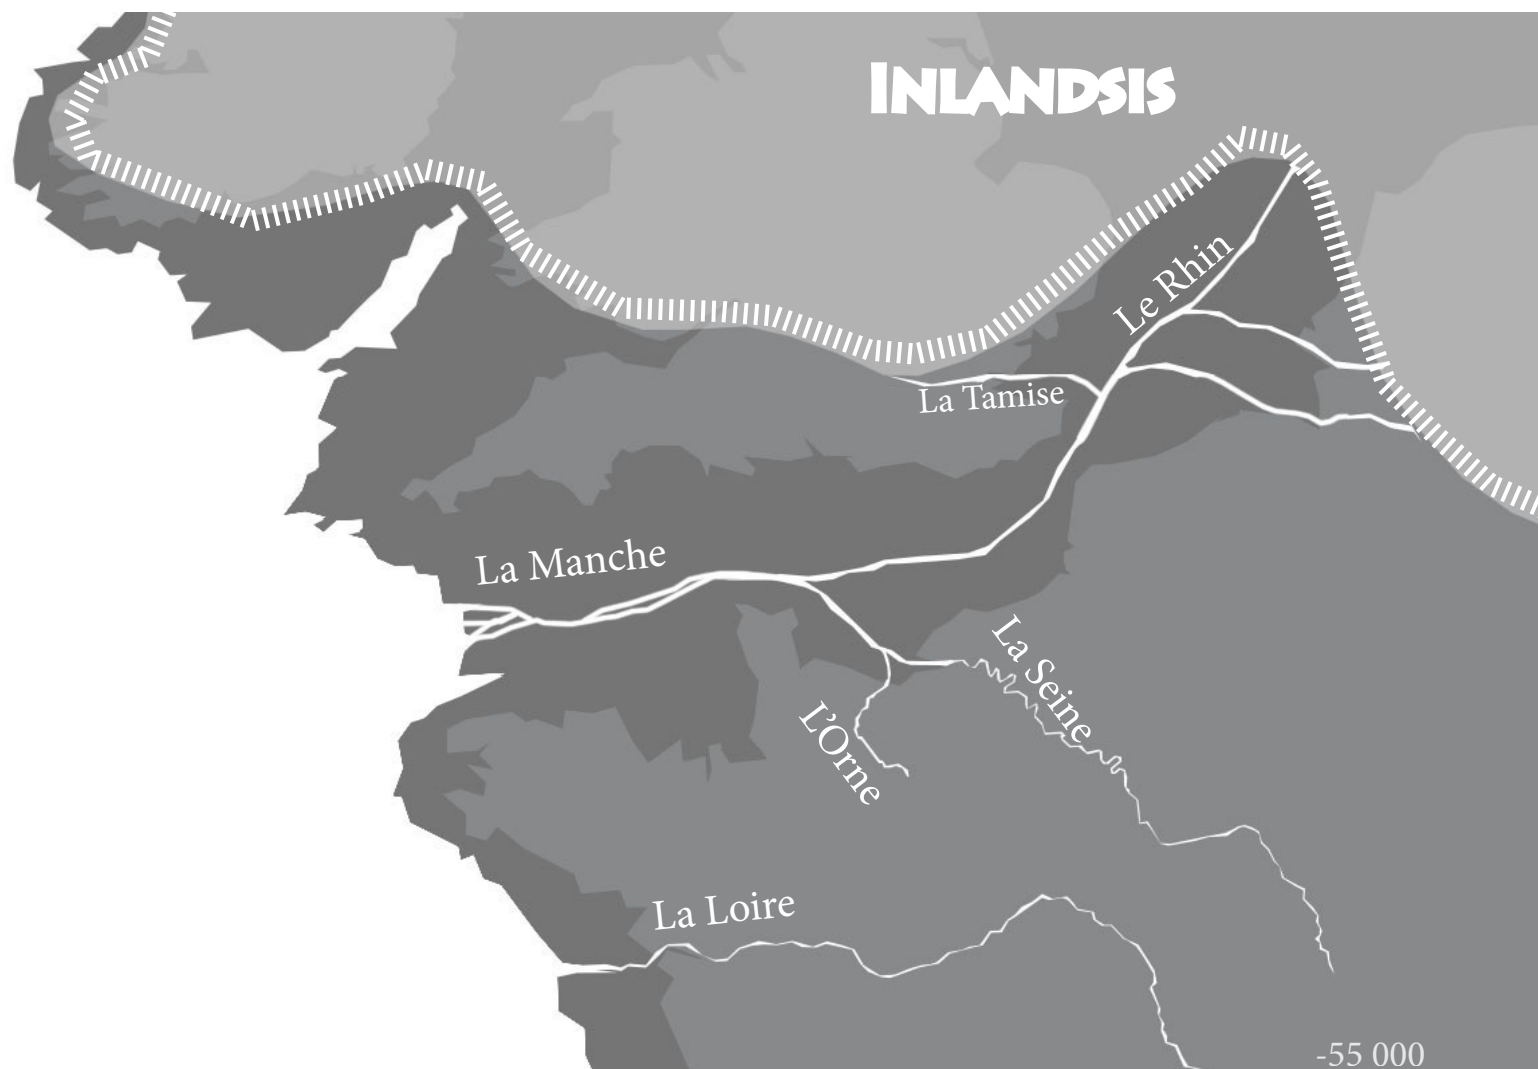 INLANDSIS
Le Rhin
La Tamise
La Manche
La Seine
L'Orne
La Loire
-55 000